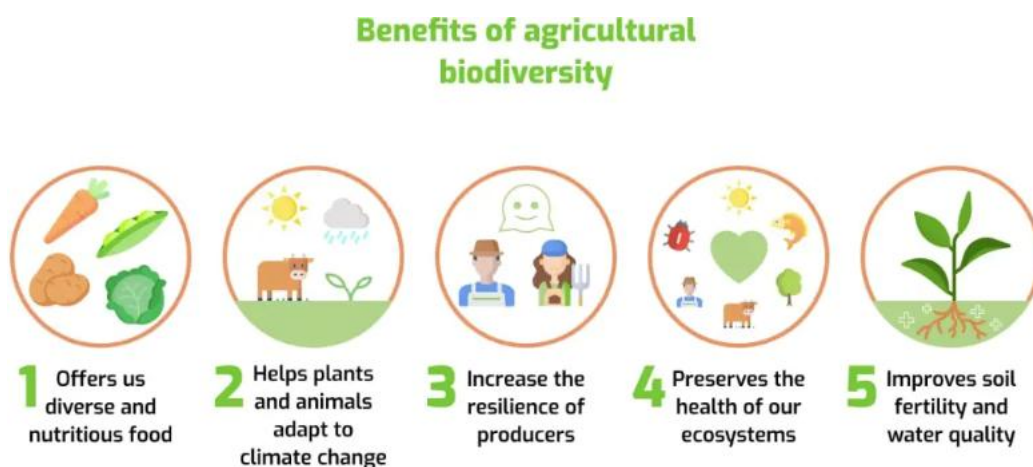 Benefits of agricultural
biodiversity
1 Offers us
diverse and
nutritious food
2 Helps plants
and animals
adapt to
climate change
3 Increase the
resilience of
producers
4 Preserves the
health of our
ecosystems
5 Improves soil
fertility and
water quality